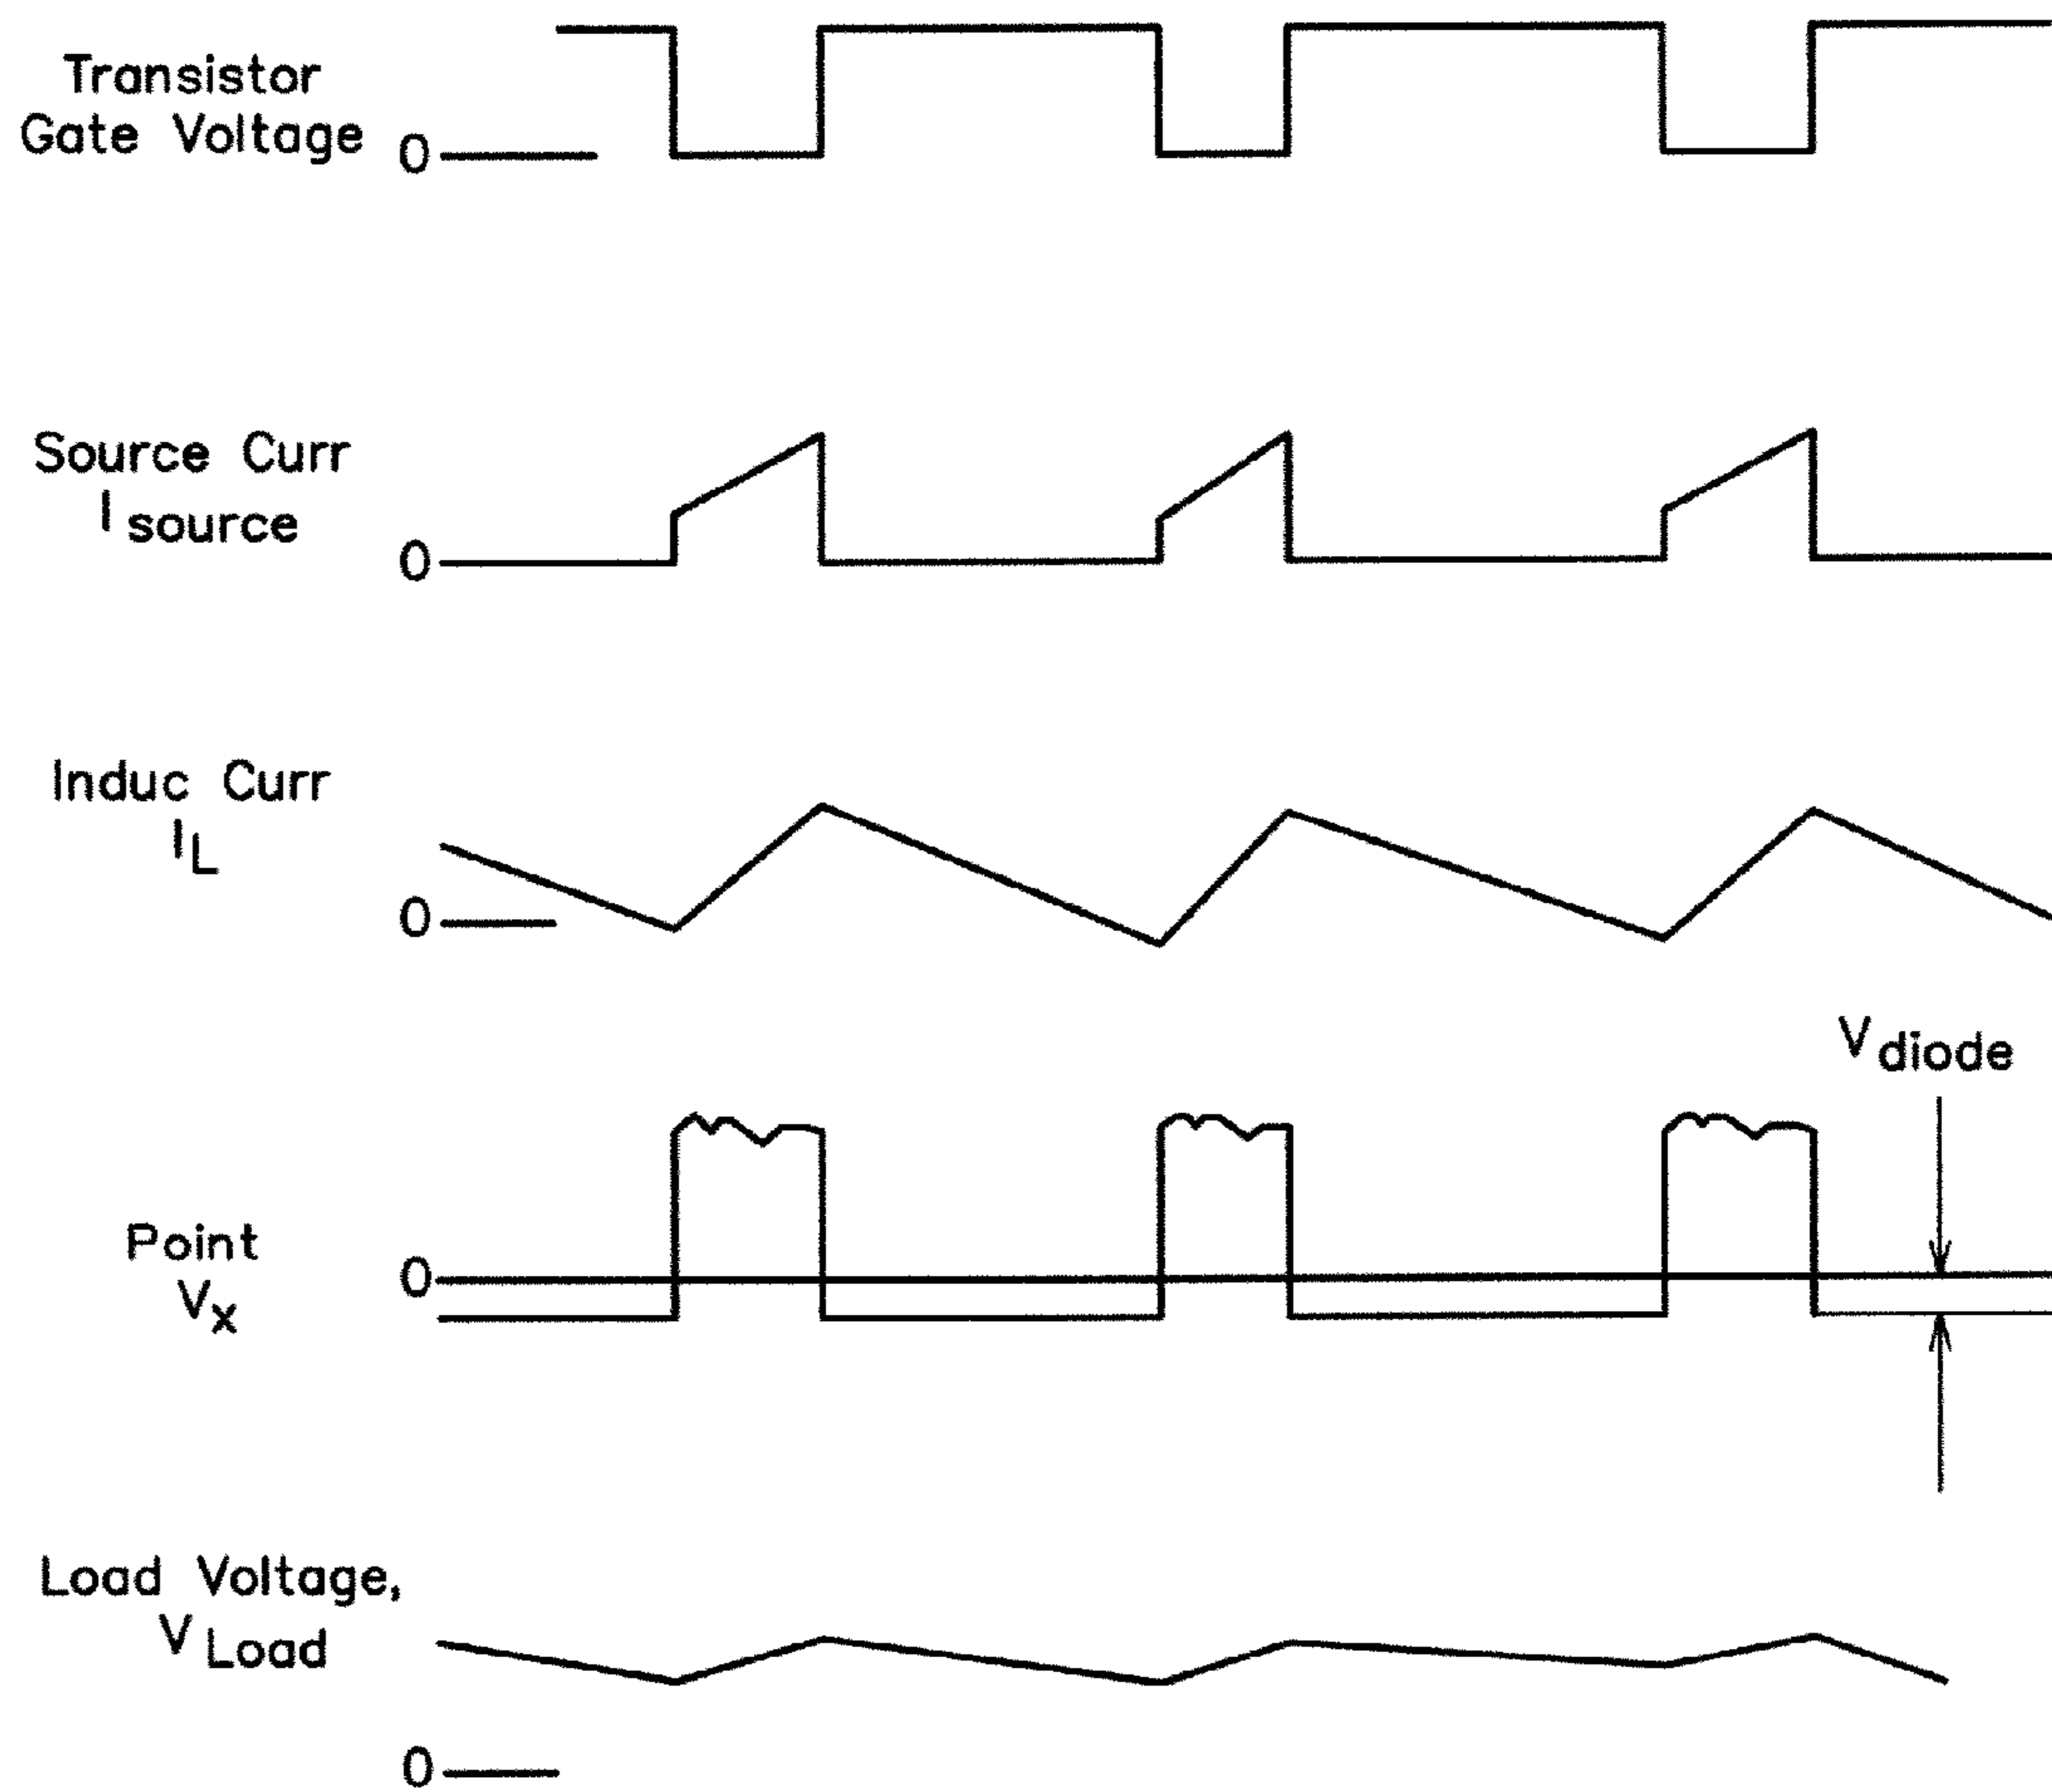 Transistor
Gate Voltage
0
Source Curr
I source
0
Induc Curr
IL
0
Vdiode
Point
Vx
0
Load Voltage,
V Load
0